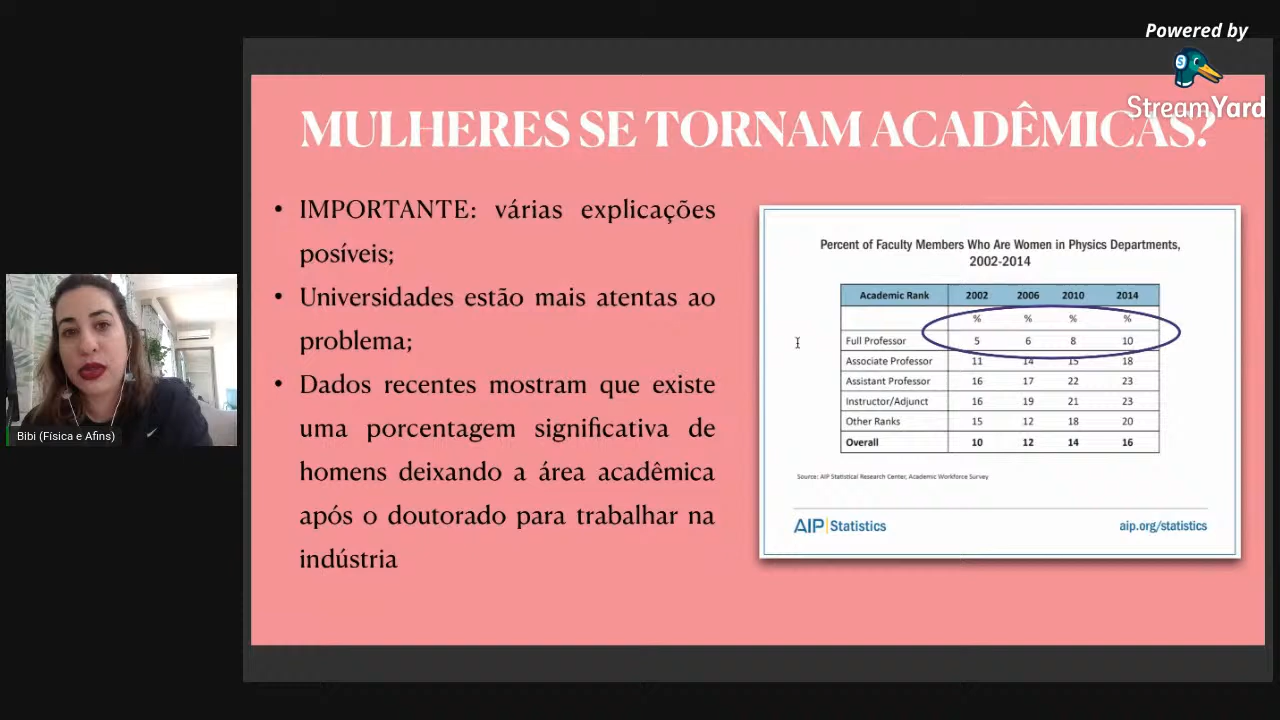 Powered by
StreamYard
MULHERES SE TORNAM ACADÊMICAS?
• IMPORTANTE: várias explicações
posíveis;
• Universidades estão mais atentas ao
problema;
• Dados recentes mostram que existe
uma porcentagem significativa de
homens deixando a área acadêmica
após o doutorado para trabalhar na
indústria
Percent of Faculty Members Who Are Women in Physics Departments,
2002-2014
Academic Rank 2002 2006 2010 2014
% % % %
Full Professor 5 6 8 10
Associate Professor 11 14 15 18
Assistant Professor 16 17 22 23
Instructor/Adjunct 16 19 21 23
Other Ranks 15 12 18 20
Overall 10 12 14 16
Source: AIP Statistical Research Center, Academic Workforce Survey
AIP Statistics
aip.org/statistics
Bibi (Física e Afins)